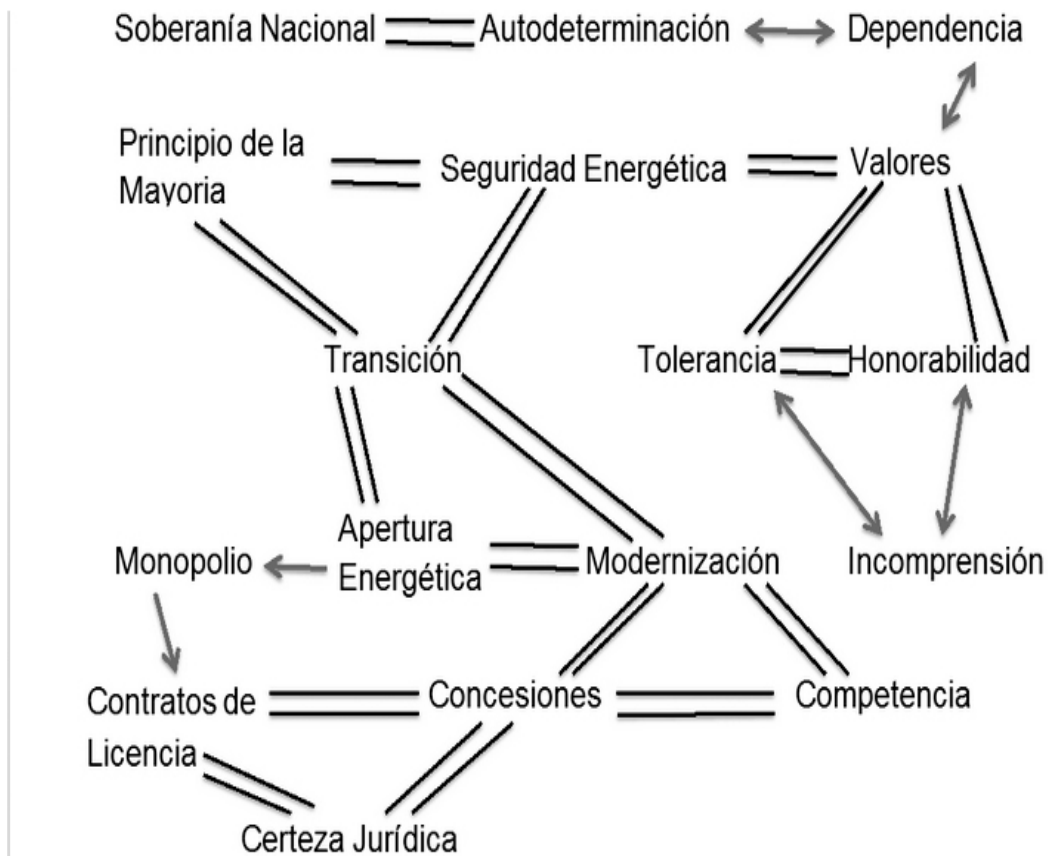 Soberanía Nacional Autodeterminación Dependencia
Principio de la
Mayoria
Seguridad Energética Valores
Transición Tolerancia Honorabilidad
Apertura
Energética
Monopolio Modernización Incomprensión
Contratos de
Licencia
Concesiones Competencia
Certeza Jurídica